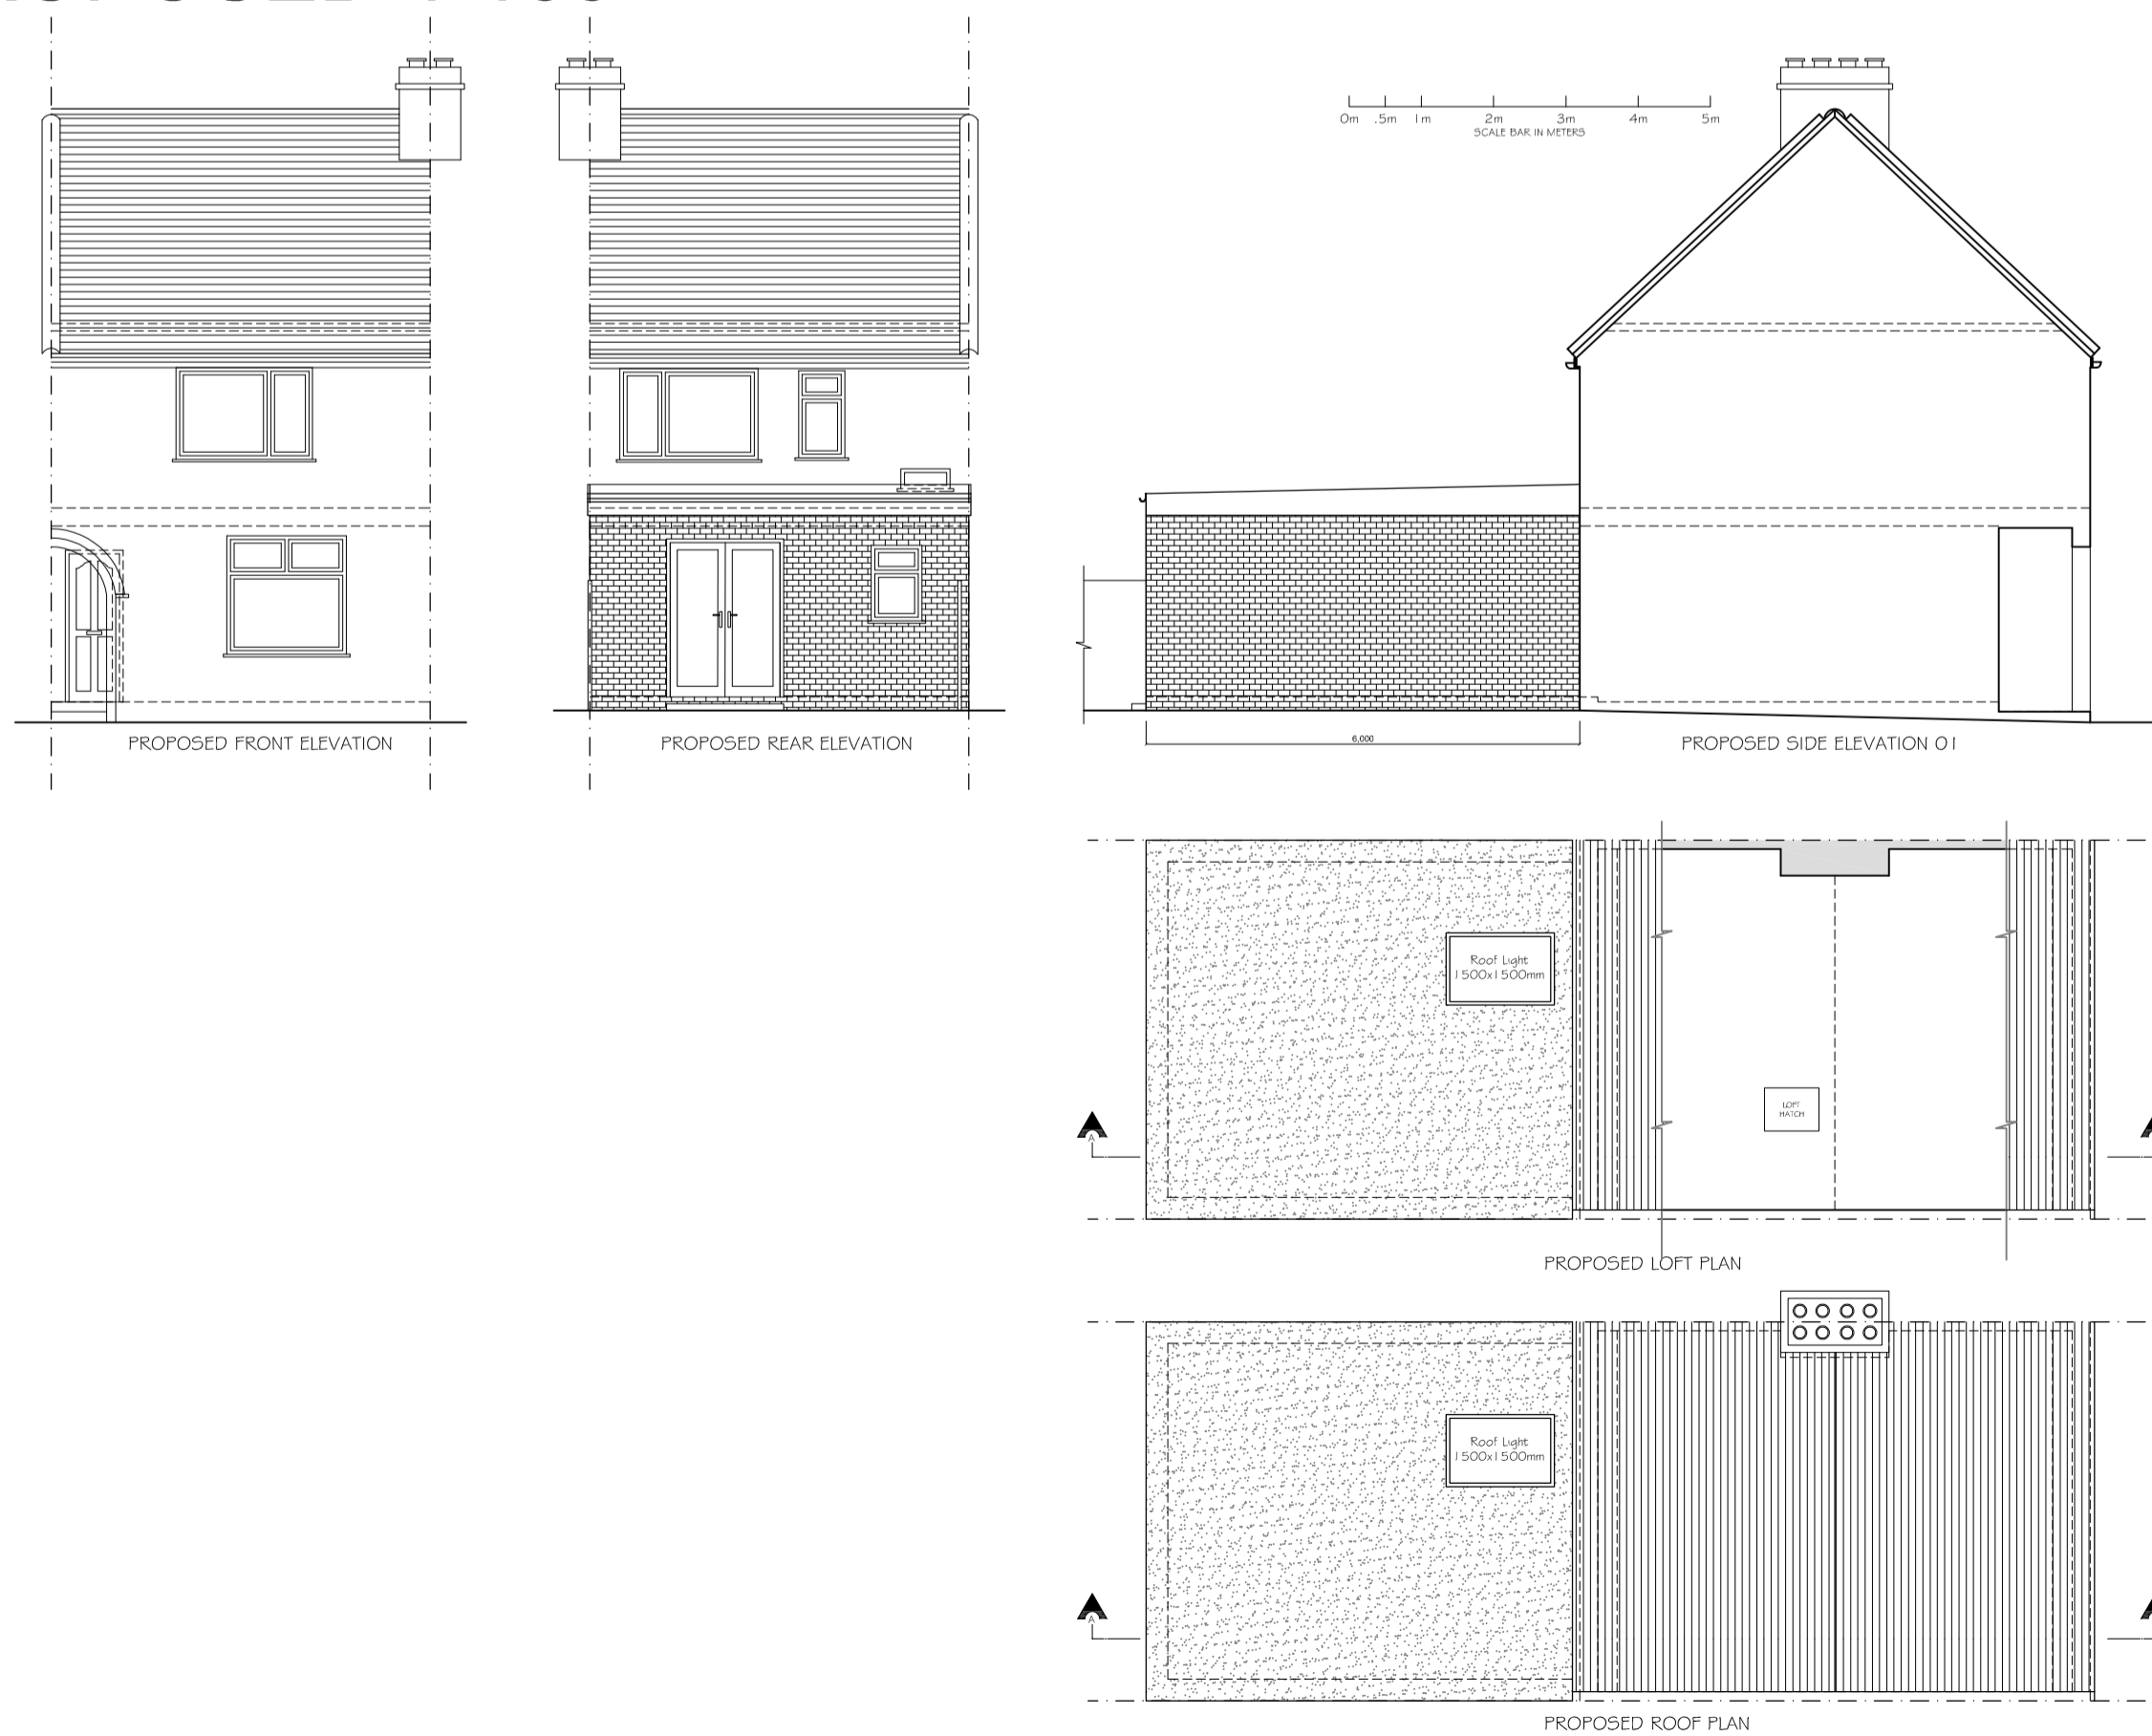 0m .5m 1m 2m 3m 4m 5m
SCALE BAR IN METERS
6,000
PROPOSED FRONT ELEVATION
PROPOSED REAR ELEVATION
PROPOSED SIDE ELEVATION 01
Roof Light
1500x1500mm
LOFT
HATCH
A
PROPOSED LOFT PLAN
Roof Light
1500x1500mm
A
PROPOSED ROOF PLAN